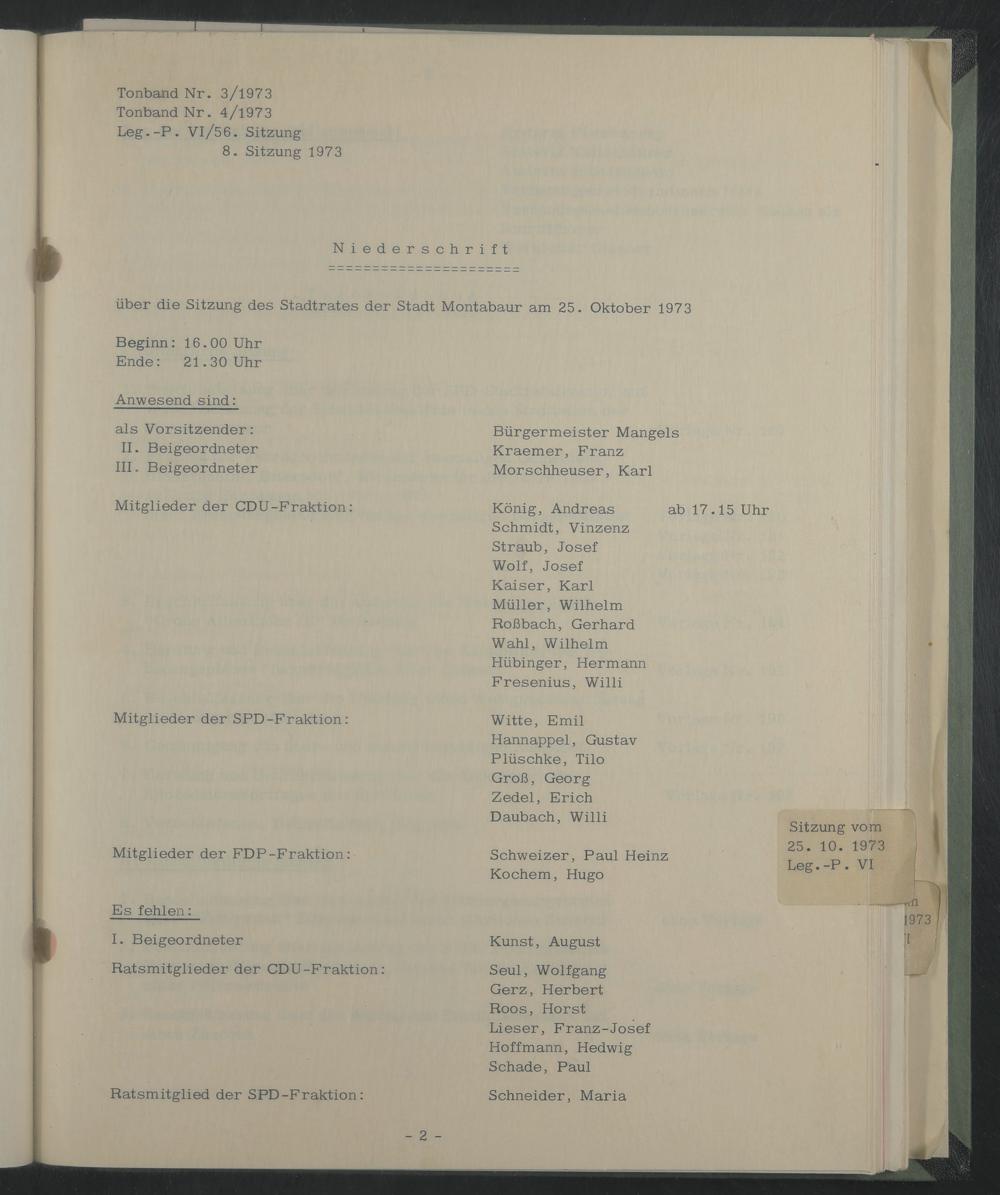 Tonband Nr. 3/1973
Tonband Nr. 4/1973
Leg.-P. VI/56. Sitzung
8. Sitzung 1973
Niederschrift
======================
über die Sitzung des Stadtrates der Stadt Montabaur am 25. Oktober 1973
Beginn: 16.00 Uhr
Ende: 21.30 Uhr
Anwesend sind:
als Vorsitzender: Bürgermeister Mangels
II. Beigeordneter Kraemer, Franz
III. Beigeordneter Morschheuser, Karl
Mitglieder der CDU-Fraktion: König, Andreas ab 17.15 Uhr
Schmidt, Vinzenz
Straub, Josef
Wolf, Josef
Kaiser, Karl
Müller, Wilhelm
Roßbach, Gerhard
Wahl, Wilhelm
Hübinger, Hermann
Fresenius, Willi
Mitglieder der SPD-Fraktion: Witte, Emil
Hannappel, Gustav
Plüschke, Tilo
Groß, Georg
Zedel, Erich
Daubach, Willi
Mitglieder der FDP-Fraktion: Schweizer, Paul Heinz
Kochem, Hugo
Es fehlen:
I. Beigeordneter Kunst, August
Ratsmitglieder der CDU-Fraktion: Seul, Wolfgang
Gerz, Herbert
Roos, Horst
Lieser, Franz-Josef
Hoffmann, Hedwig
Schade, Paul
Ratsmitglied der SPD-Fraktion: Schneider, Maria
- 2 -
Sitzung vom
25. 10. 1973
Leg.-P. VI
1973